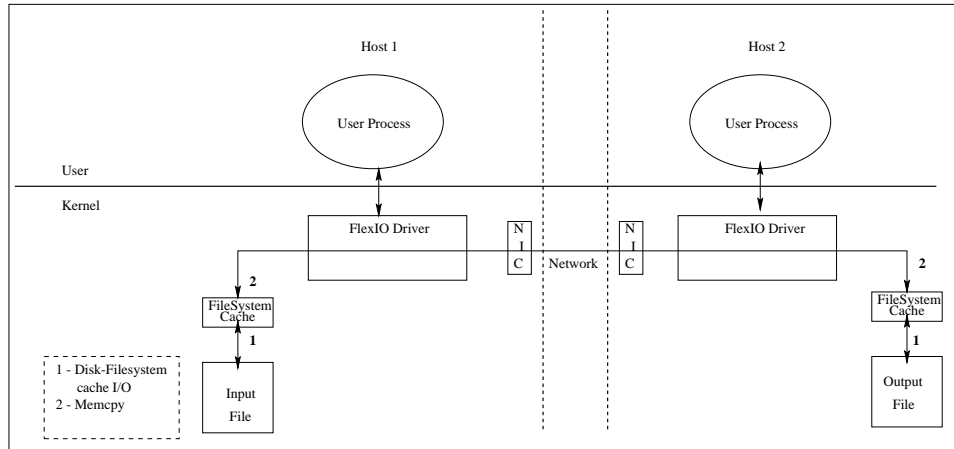 Host 1
Host 2
User Process
User Process
User
Kernel
FlexIO Driver
FlexIO Driver
N
I
C
N
I
C
Network
2
2
FileSystem
Cache
FileSystem
Cache
1
1
1 - Disk-Filesystem
cache I/O
2 - Memcpy
Input
File
Output
File